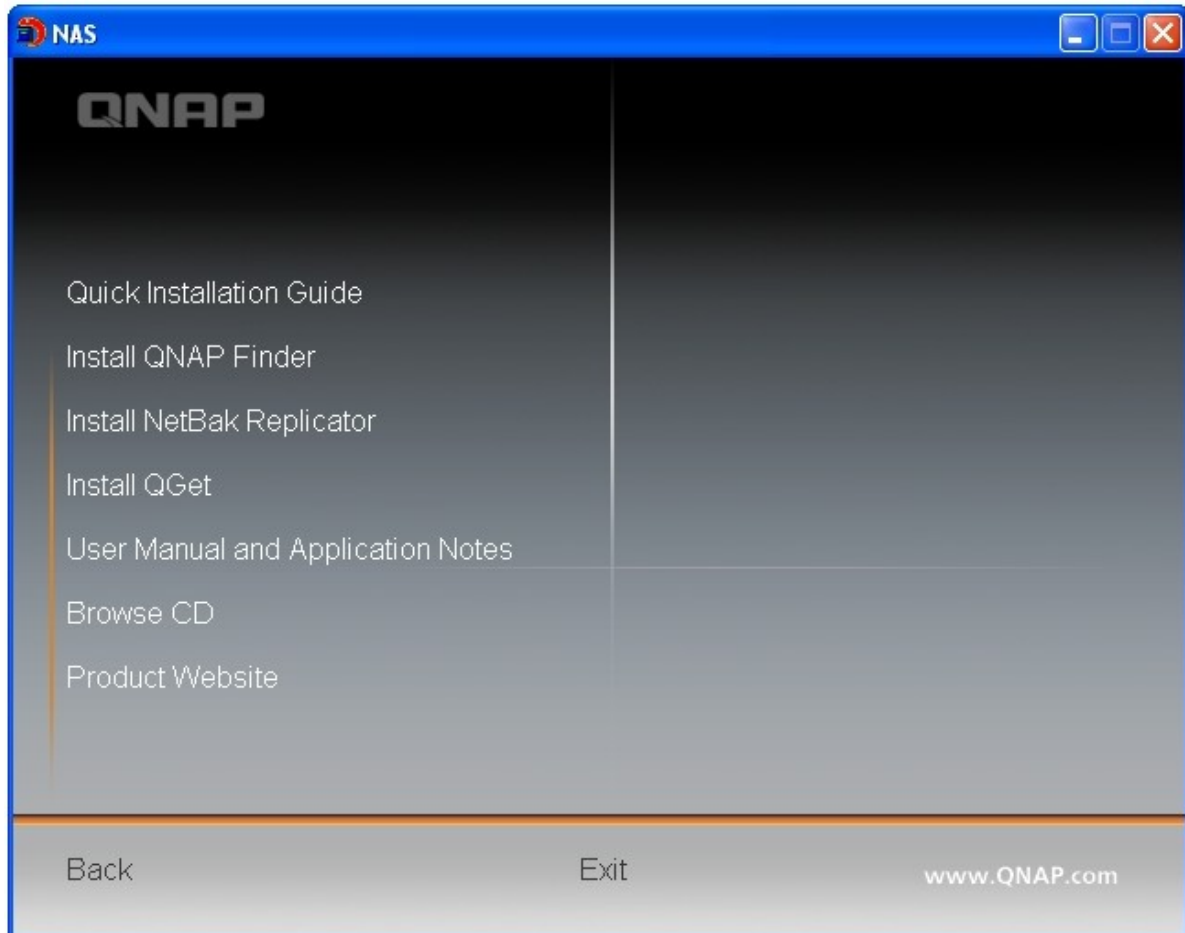 NAS
QNAP
Quick Installation Guide
Install QNAP Finder
Install NetBak Replicator
Install QGet
User Manual and Application Notes
Browse CD
Product Website
Back
Exit
www.QNAP.com